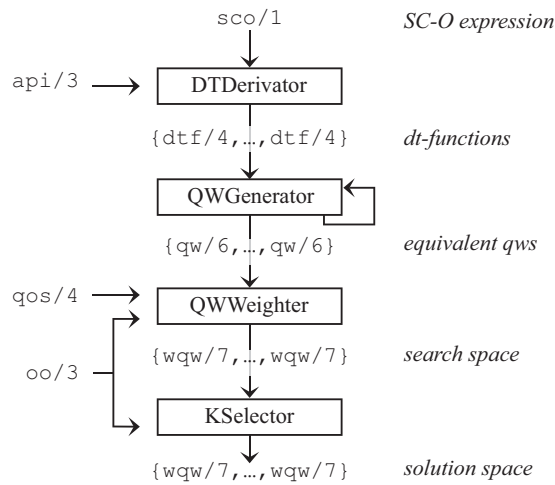 sco/1 SC-O expression
api/3 DTDerivator
{dtf/4,…,dtf/4} dt-functions
QWGenerator
{qw/6,…,qw/6} equivalent qws
qos/4 QWWeighter
{wqw/7,…,wqw/7} search space
oo/3
KSelector
{wqw/7,…,wqw/7} solution space